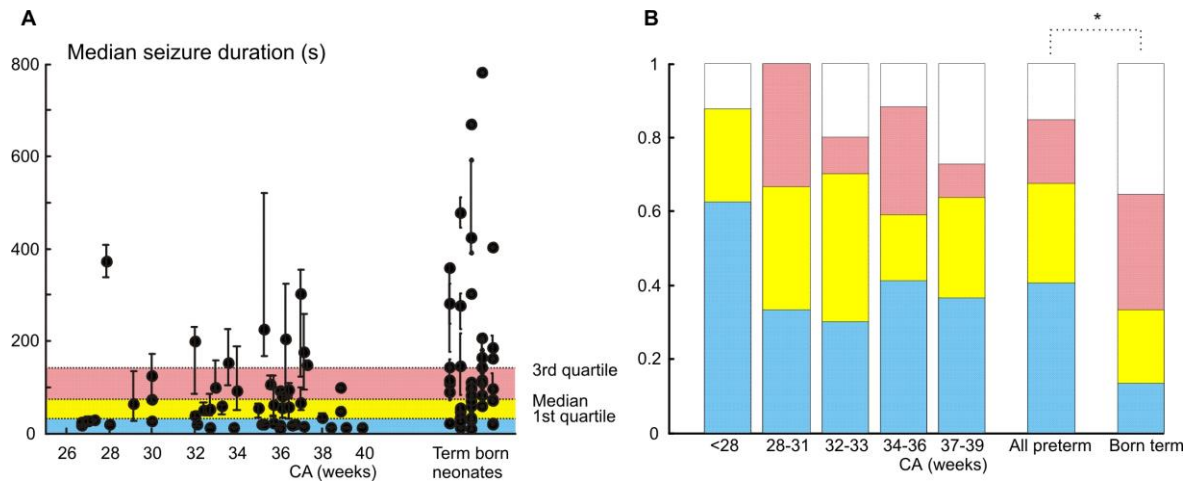 A
Median seizure duration (s)
800
600
400
200
0
26 28 30 32 34 36 38 40
CA (weeks)
Term born
neonates
3rd quartile
Median
1st quartile
B
*
1
0.8
0.6
0.4
0.2
0
<28 28-31 32-33 34-36 37-39 All preterm Born term
CA (weeks)